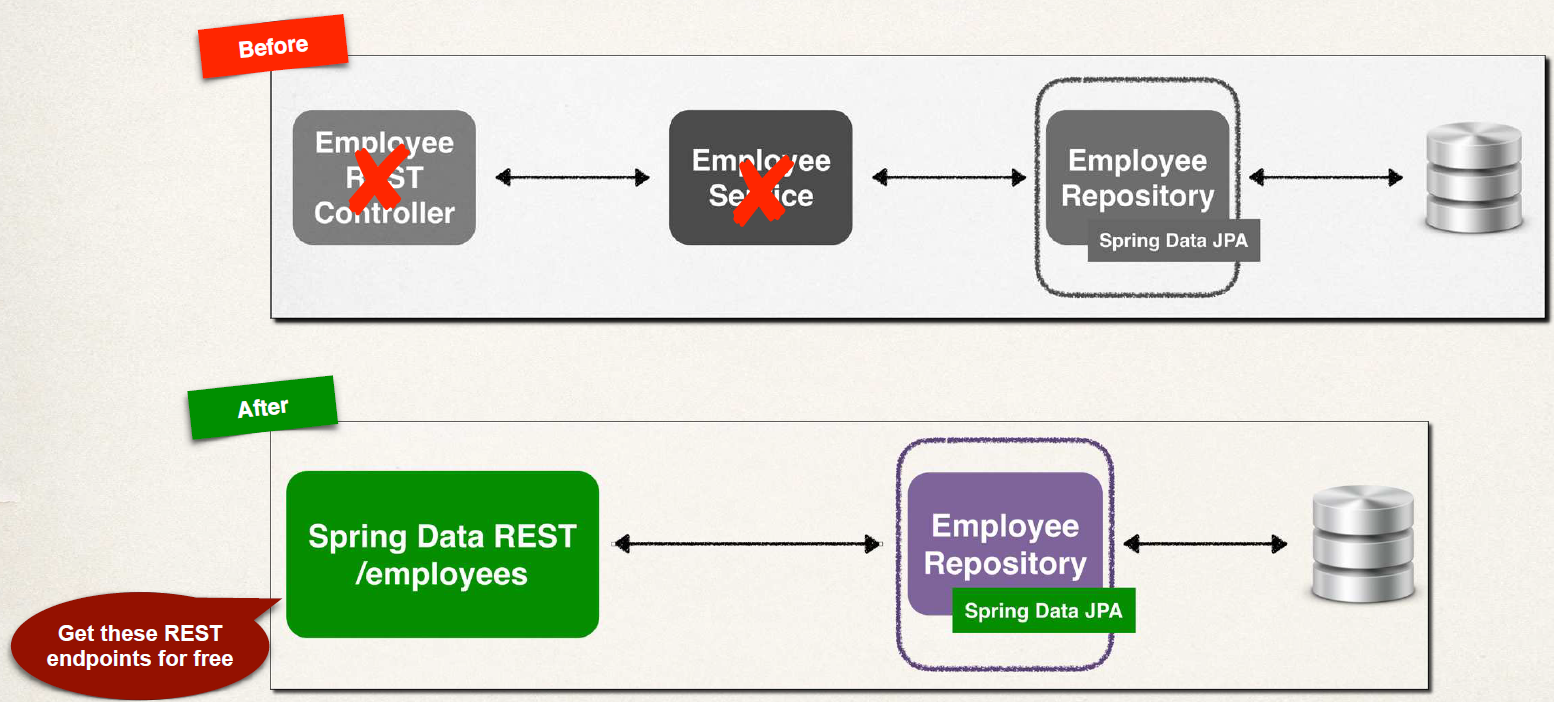 Before
Employee
REST
Controller
Employee
Service
Employee
Repository
Spring Data JPA
After
Spring Data REST
/employees
Employee
Repository
Spring Data JPA
Get these REST
endpoints for free